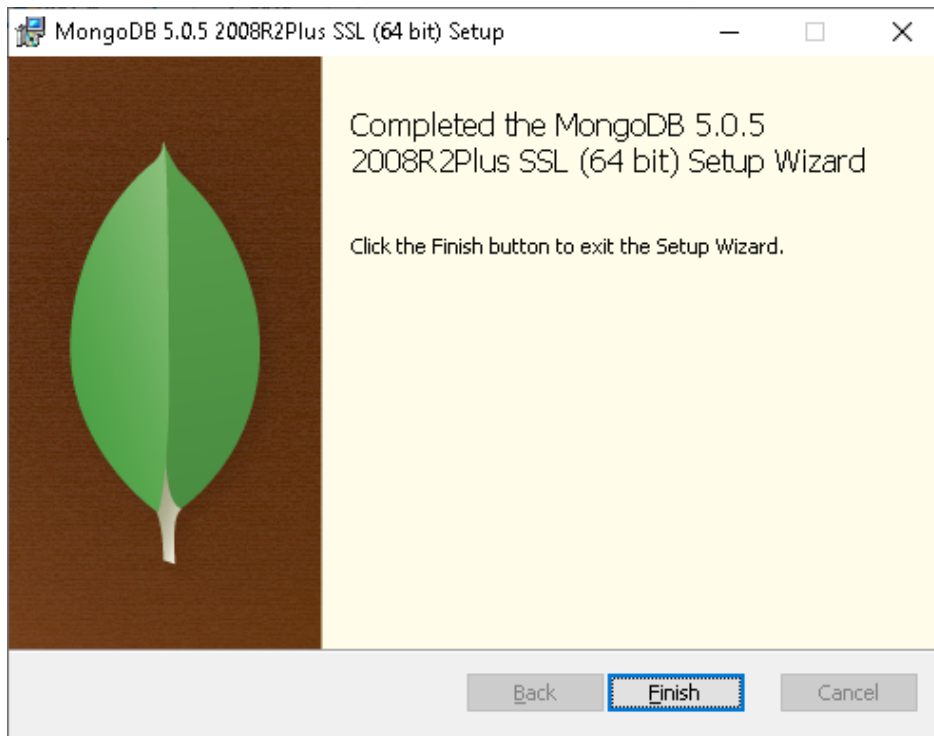 MongoDB 5.0.5 2008R2Plus SSL (64 bit) Setup
Completed the MongoDB 5.0.5
2008R2Plus SSL (64 bit) Setup Wizard
Click the Finish button to exit the Setup Wizard.
Back
Finish
Cancel